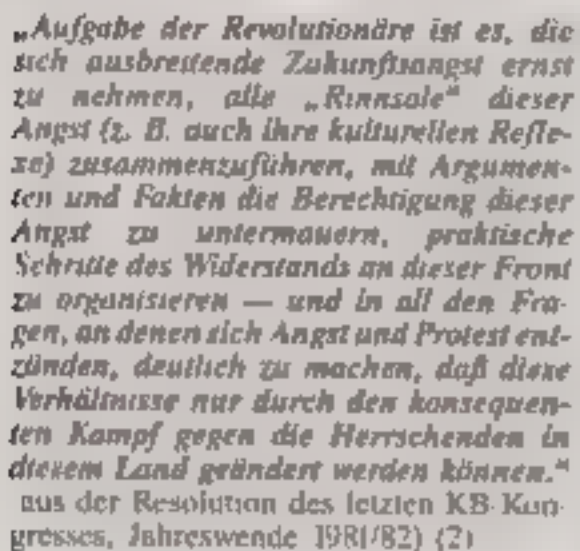 „Aufgabe der Revolutionäre ist es, die
sich ausbreitende Zukunftsangst ernst
zu nehmen, alle „Rinnsale" dieser
Angst (z. B. auch ihre kulturellen Refle-
xe) zusammenzuführen, mit Argumen-
ten und Fakten die Berechtigung dieser
Angst zu untermauern, praktische
Schritte des Widerstands an dieser Front
zu organisieren — und in all den Fra-
gen, an denen sich Angst und Protest ent-
zünden, deutlich zu machen, daß diese
Verhältnisse nur durch den konsequen-
ten Kampf gegen die Herrschenden in
diesem Land geändert werden können."
aus der Resolution des letzten KB-Kon-
gresses, Jahreswende 1981/82) (2)